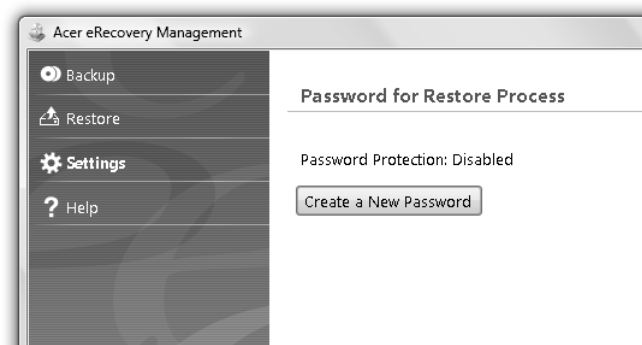 Acer eRecovery Management
Backup
Restore
Settings
? Help
Password for Restore Process
Password Protection: Disabled
Create a New Password